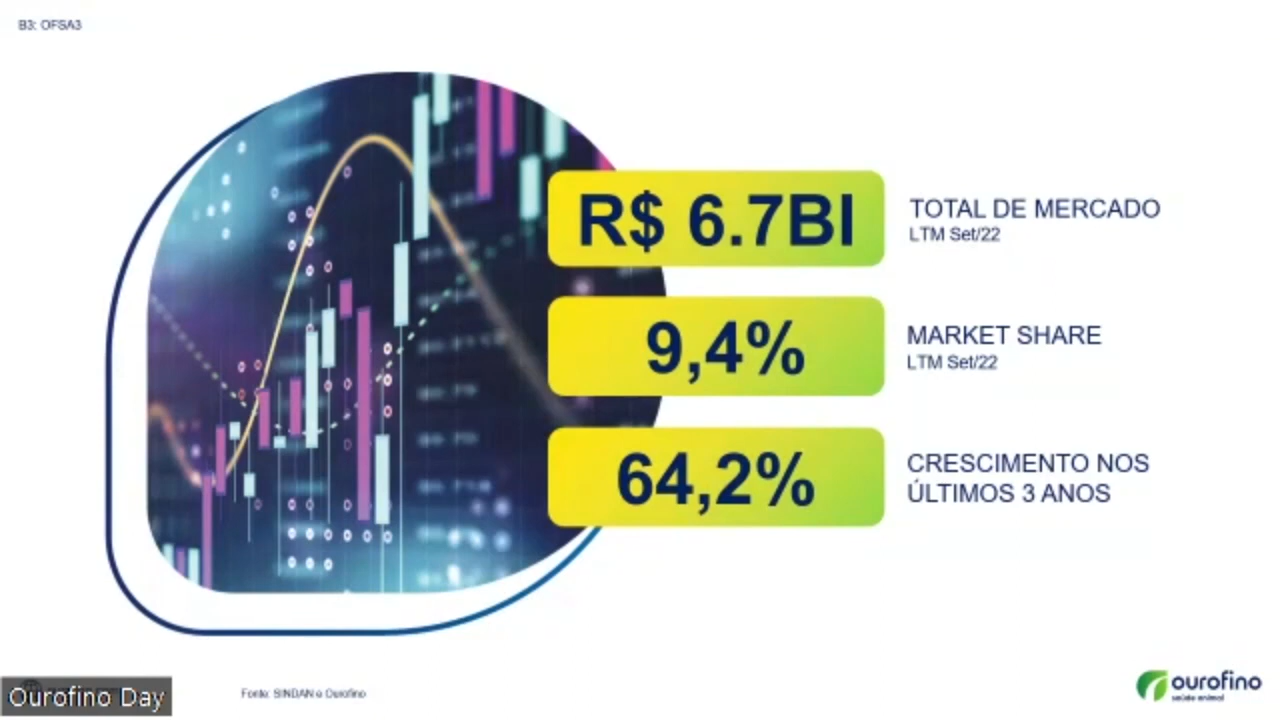 B3: OFSA3
R$ 6.7BI
TOTAL DE MERCADO
LTM Set/22
9,4%
MARKET SHARE
LTM Set/22
64,2%
CRESCIMENTO NOS
ÚLTIMOS 3 ANOS
Ourofino Day
Fonte: SINDAN e Ourofino
ourofino
saúde animal